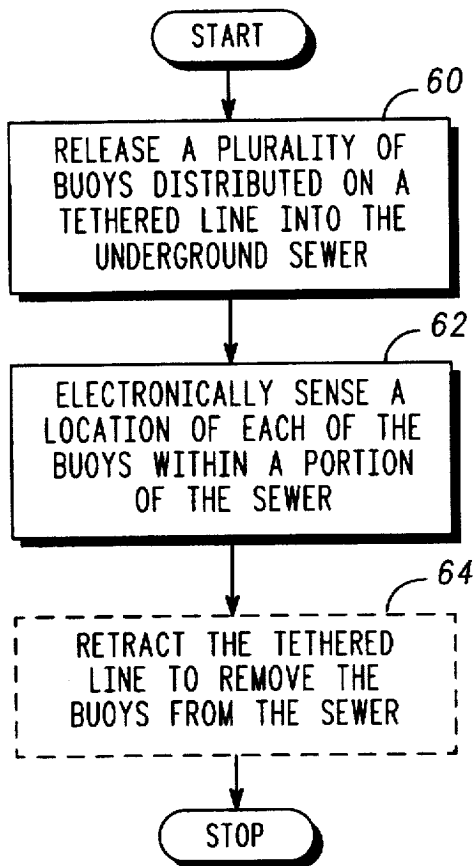 START
60
RELEASE A PLURALITY OF
BUOYS DISTRIBUTED ON A
TETHERED LINE INTO THE
UNDERGROUND SEWER
62
ELECTRONICALLY SENSE A
LOCATION OF EACH OF THE
BUOYS WITHIN A PORTION
OF THE SEWER
64
RETRACT THE TETHERED
LINE TO REMOVE THE
BUOYS FROM THE SEWER
STOP